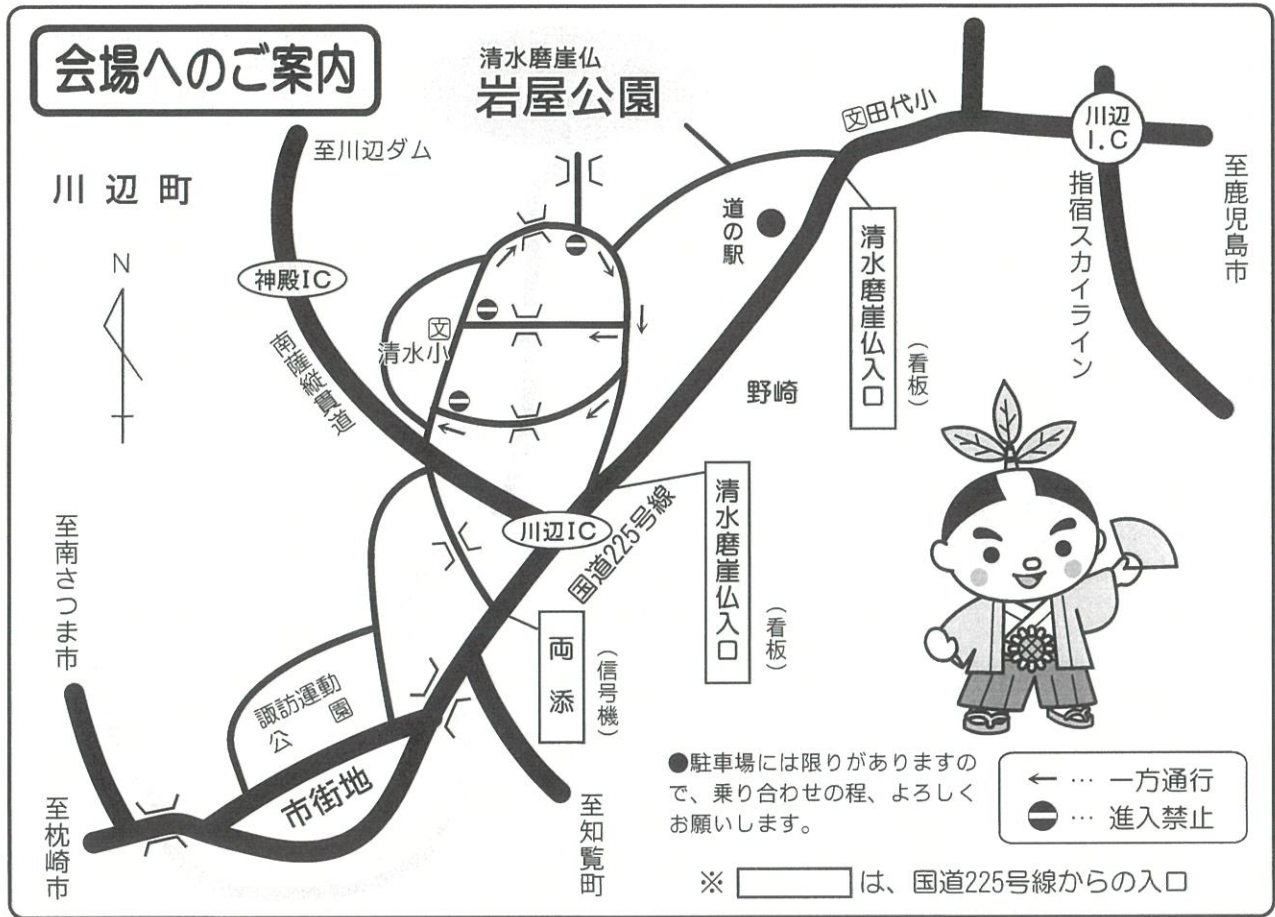 会場へのご案内
清水磨崖仏
岩屋公園
文田代小
川辺
I.C
至川辺ダム
川辺町
至鹿児島市
指宿スカイライン
道の駅
清水磨崖仏入口
(看板)
N
神殿IC
文
清水小
南薩縦貫道
野崎
清水磨崖仏入口
(看板)
川辺IC
国道225号線
両添
(信号機)
至南さつま市
諏訪運動
公園
市街地
至枕崎市
至知覧町
●駐車場には限りがありますの
で、乗り合わせの程、よろしく
お願いします。
← … 一方通行
… 進入禁止
※ は、国道225号線からの入口